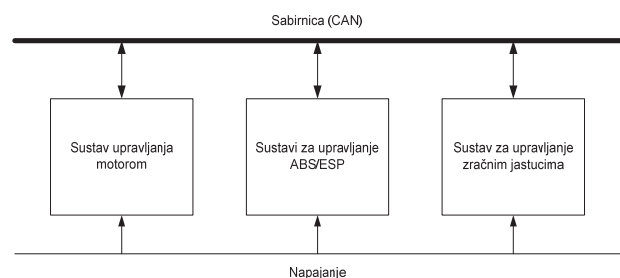 Sabirnica (CAN)
Sustav upravljanja
motorom
Sustavi za upravljanje
ABS/ESP
Sustav za upravljanje
zračnim jastucima
Napajanje